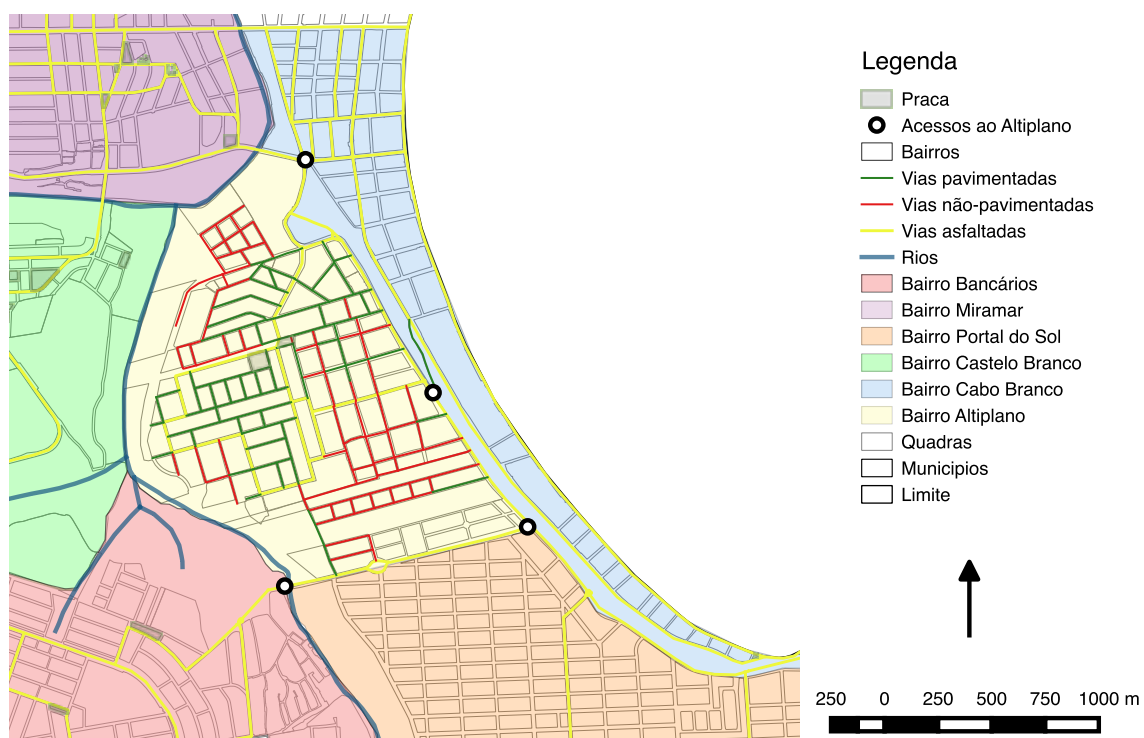 Legenda
Praca
Acessos ao Altiplano
Bairros
Vias pavimentadas
Vias não-pavimentadas
Vias asfaltadas
Rios
Bairro Bancários
Bairro Miramar
Bairro Portal do Sol
Bairro Castelo Branco
Bairro Cabo Branco
Bairro Altiplano
Quadras
Municipios
Limite
250 0 250 500 750 1000 m